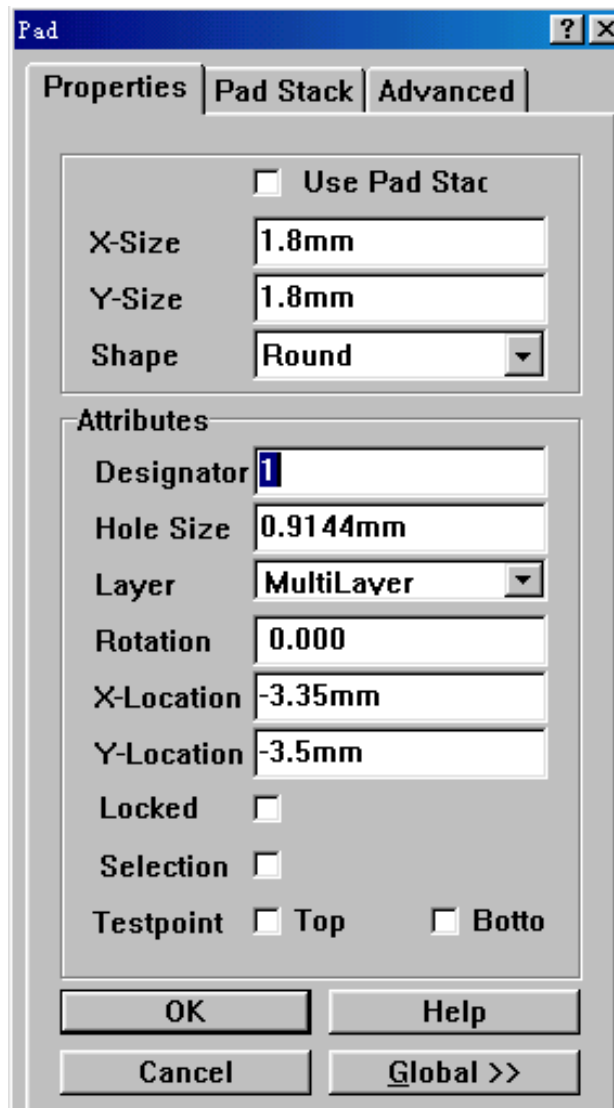 Pad
Properties Pad Stack Advanced
Use Pad Stac
X-Size 1.8mm
Y-Size 1.8mm
Shape Round
Attributes
Designator 1
Hole Size 0.9144mm
Layer MultiLayer
Rotation 0.000
X-Location -3.35mm
Y-Location -3.5mm
Locked
Selection
Testpoint Top Botto
OK Help
Cancel Global >>